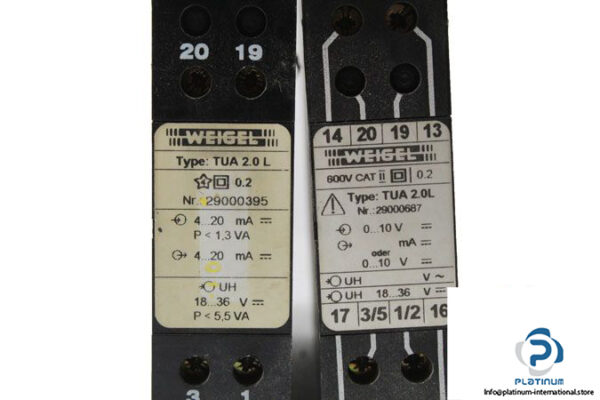 20 19
WEIGEL
Type: TUA 2.0 L
0.2
Nr.: 29000395
4...20 mA
P < 1,3 VA
4...20 mA
UH
18...36 V
P < 5,5 VA
3 1
14 20 19 13
WEIGEL
600V CAT II 0.2
Type: TUA 2.0L
Nr.: 29000687
0...10 V
mA
oder
0...10 V
UH V ~
UH 18...36 V
17 3/5 1/2 16
PLATINUM
INTERNATIONAL
Info@platinum-international.store